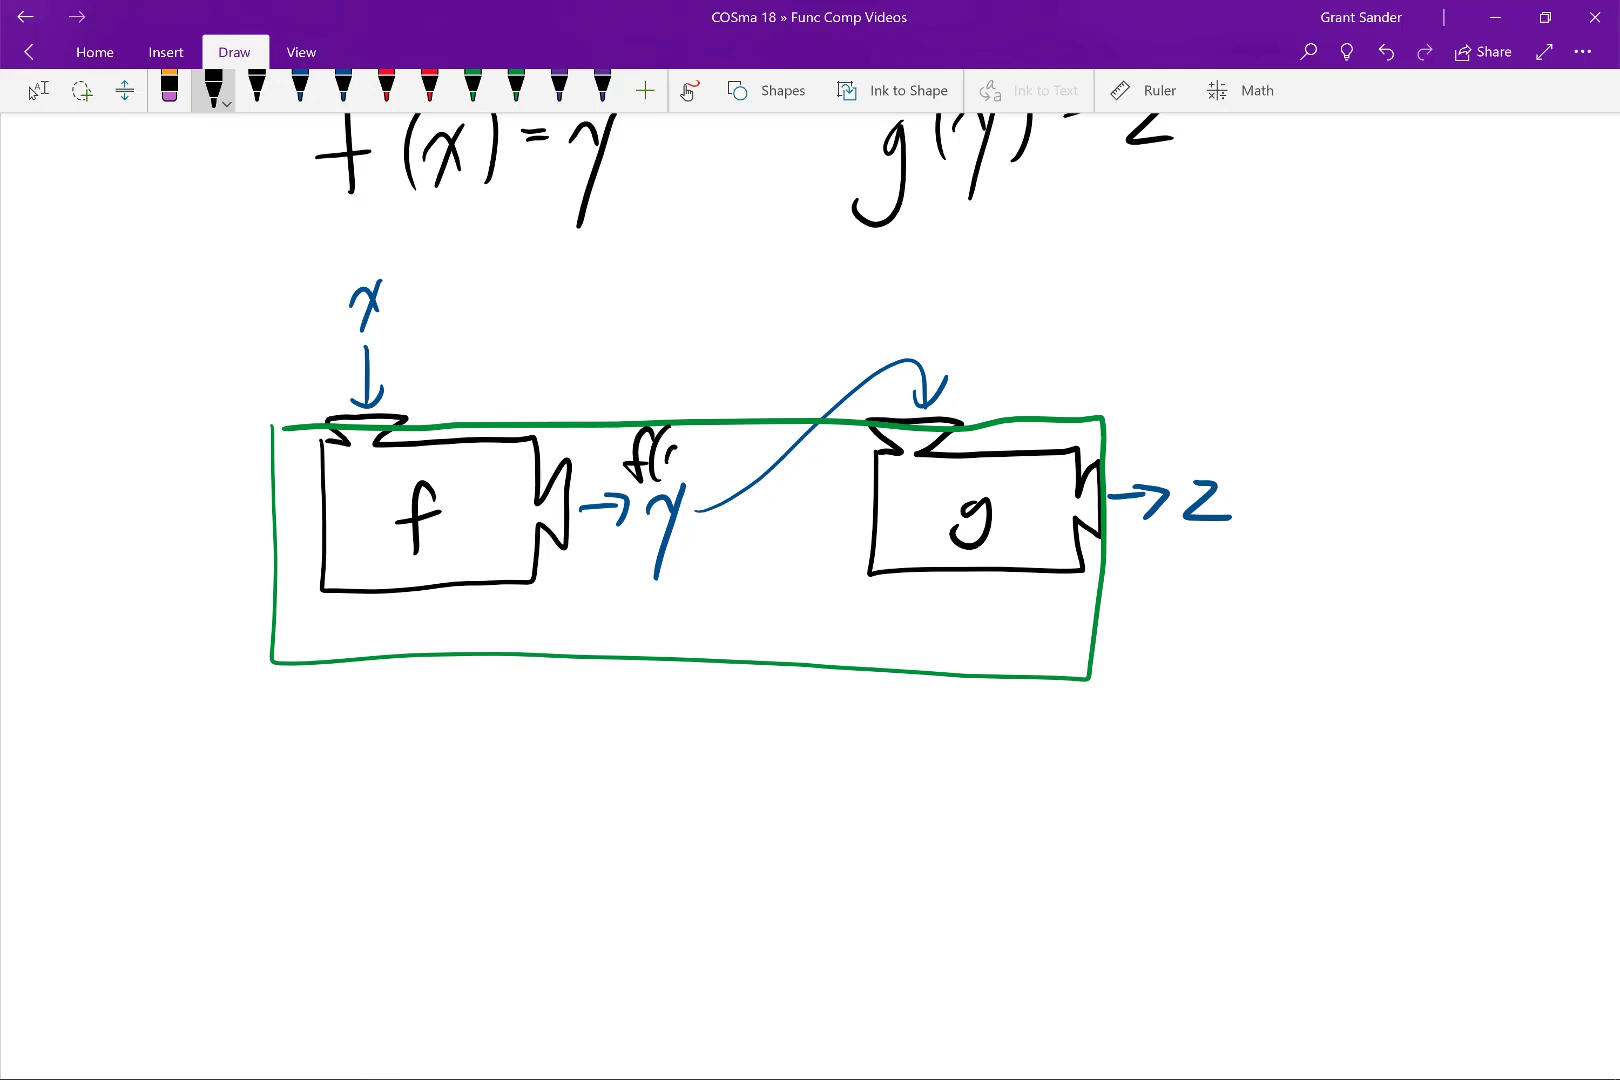 COSma 18 » Func Comp Videos
Grant Sander
Home Insert Draw View
Share
Shapes Ink to Shape Ink to Text Ruler Math
f(x) = y g(y) = z
x
f(
f → y g → z